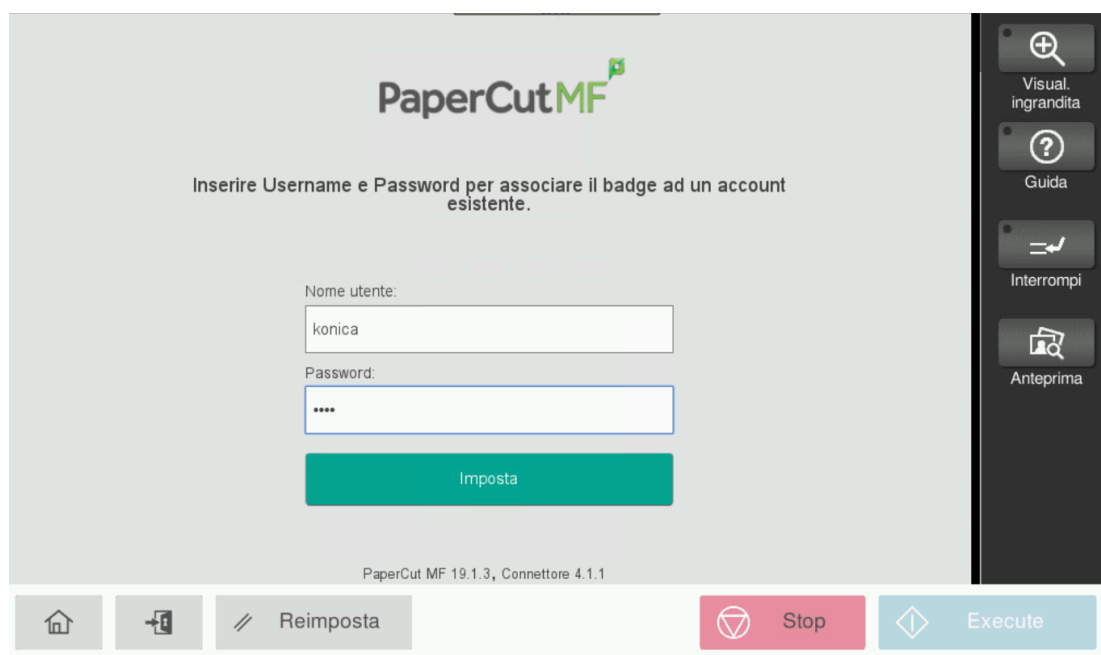 PaperCutMF
Inserire Username e Password per associare il badge ad un account
esistente.
Nome utente:
konica
Password:
••••
Imposta
PaperCut MF 19.1.3, Connettore 4.1.1
Visual.
ingrandita
Guida
Interrompi
Anteprima
Reimposta
Stop
Execute